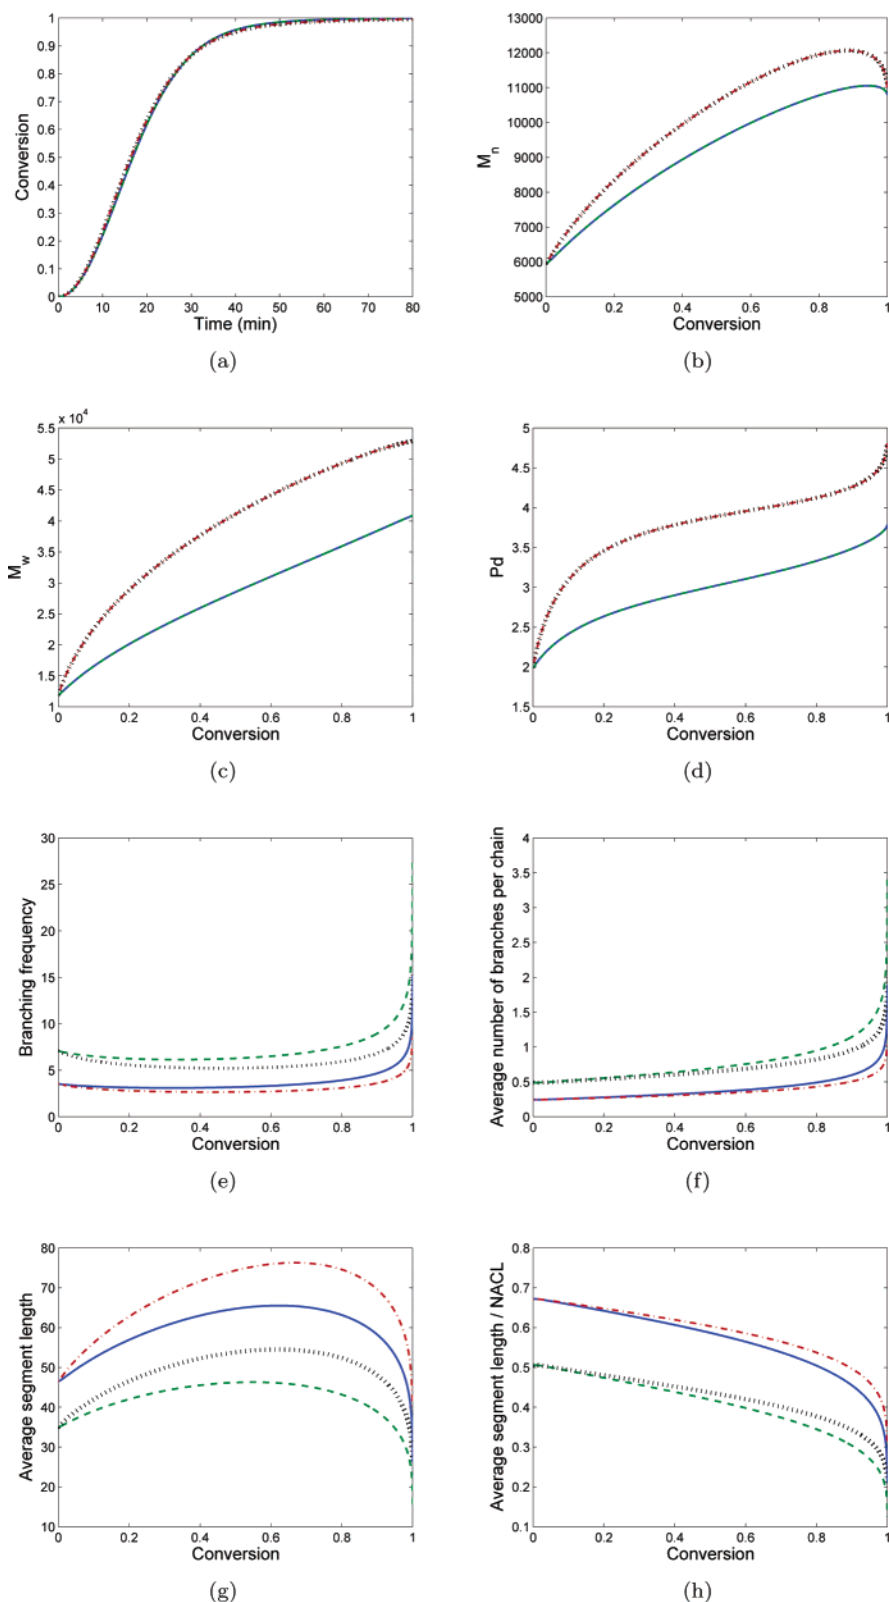 1
0.9
0.8
0.7
0.6
0.5
0.4
0.3
0.2
0.1
0
Conversion
0 10 20 30 40 50 60 70 80
Time (min)
(a)
13000
12000
11000
10000
9000
8000
7000
6000
5000
Mn
0 0.2 0.4 0.6 0.8 1
Conversion
(b)
x 10^4
5.5
5
4.5
4
3.5
3
2.5
2
1.5
1
Mw
0 0.2 0.4 0.6 0.8 1
Conversion
(c)
5
4.5
4
3.5
3
2.5
2
1.5
Pd
0 0.2 0.4 0.6 0.8 1
Conversion
(d)
30
25
20
15
10
5
0
Branching frequency
0 0.2 0.4 0.6 0.8 1
Conversion
(e)
4
3.5
3
2.5
2
1.5
1
0.5
0
Average number of branches per chain
0 0.2 0.4 0.6 0.8 1
Conversion
(f)
80
70
60
50
40
30
20
10
Average segment length
0 0.2 0.4 0.6 0.8 1
Conversion
(g)
0.8
0.7
0.6
0.5
0.4
0.3
0.2
0.1
Average segment length / NACL
0 0.2 0.4 0.6 0.8 1
Conversion
(h)